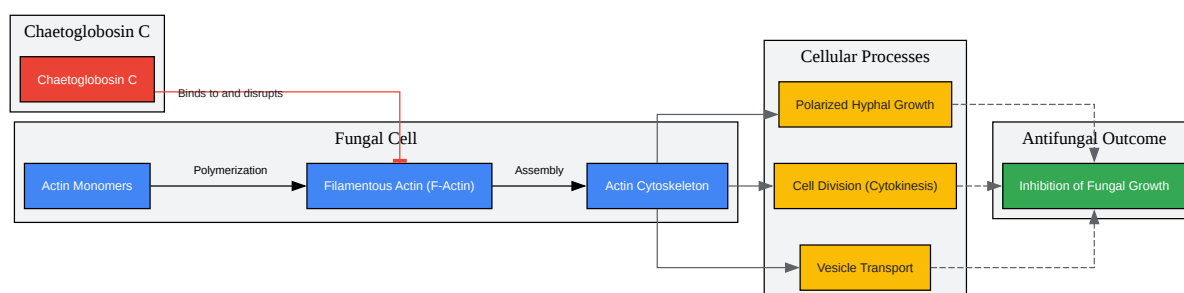 Chaetoglobosin C
Chaetoglobosin C
Binds to and disrupts
Fungal Cell
Actin Monomers
Polymerization
Filamentous Actin (F-Actin)
Assembly
Actin Cytoskeleton
Cellular Processes
Polarized Hyphal Growth
Cell Division (Cytokinesis)
Vesicle Transport
Antifungal Outcome
Inhibition of Fungal Growth